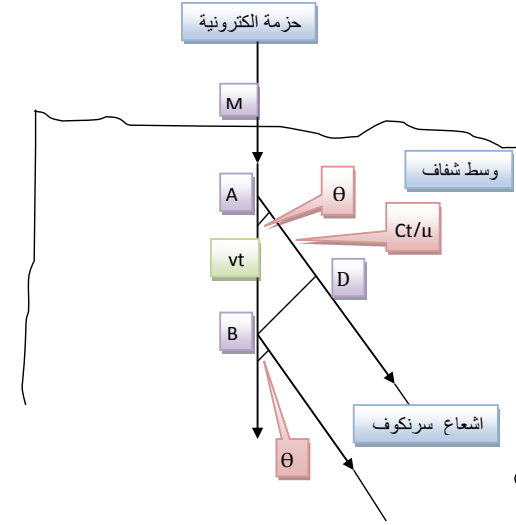 حزمة الكترونية
M
وسط شفاف
A
θ
Ct/u
vt
D
B
اشعاع سرنكوف
θ